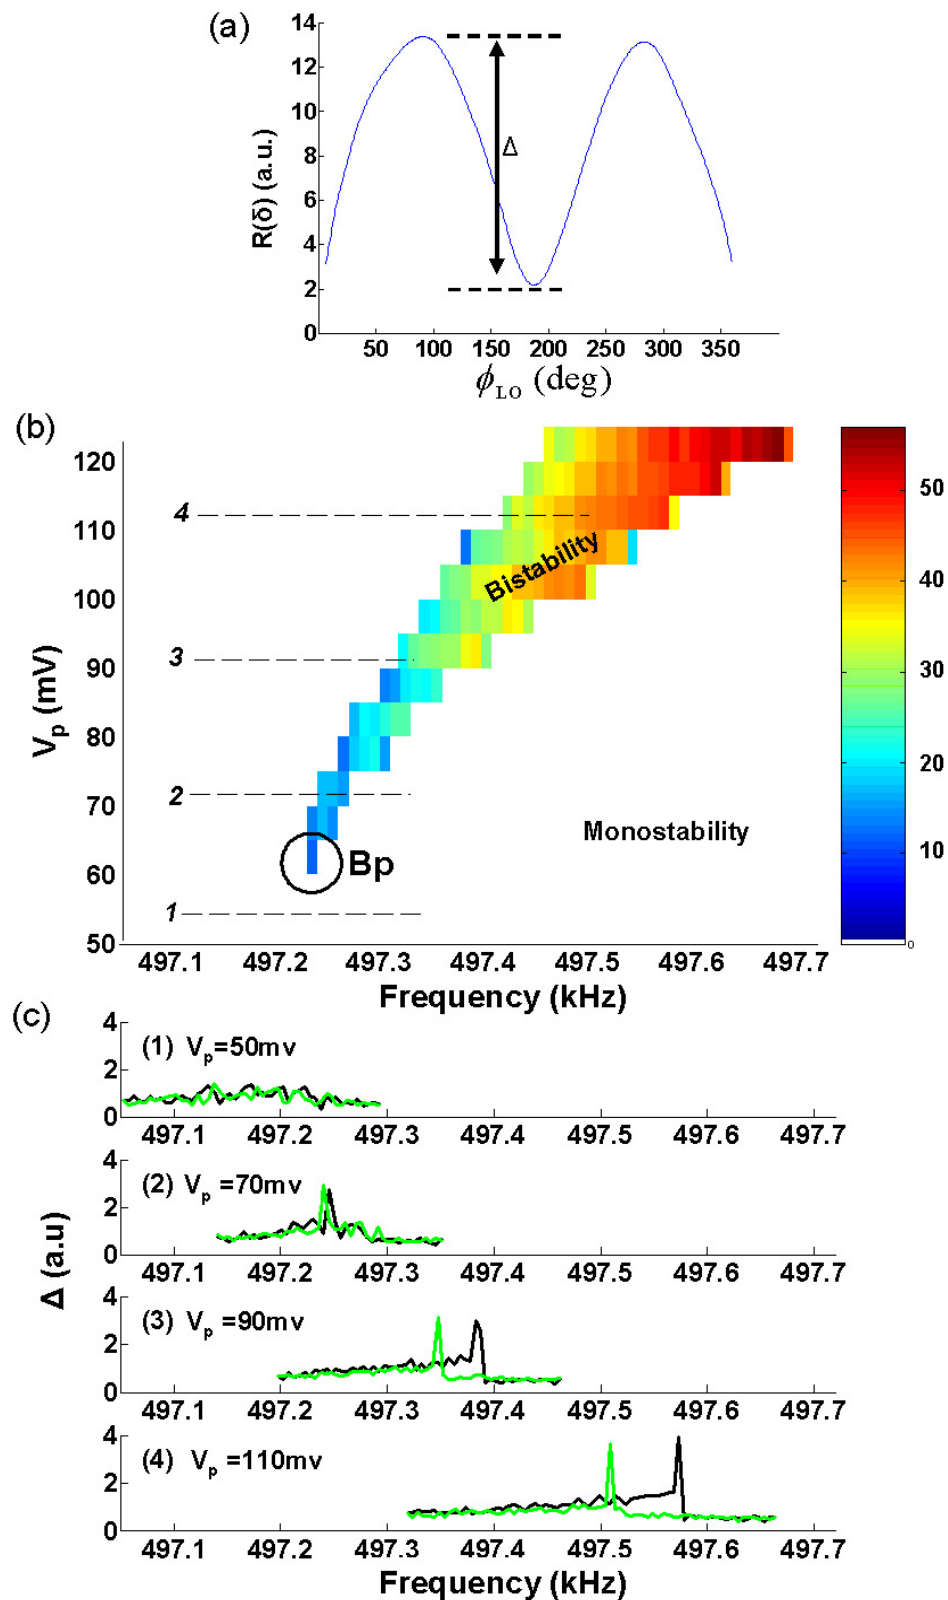 (a)
14
12
10
8
6
4
2
0
R(δ) (a.u.)
Δ
50 100 150 200 250 300 350
ϕLO (deg)
(b)
120
110
100
90
80
70
60
50
Vp (mV)
4
3
2
1
Bistability
Monostability
Bp
497.1 497.2 497.3 497.4 497.5 497.6 497.7
Frequency (kHz)
50
40
30
20
10
0
(c)
Δ (a.u)
4
2
0
(1) Vp=50mv
497.1 497.2 497.3 497.4 497.5 497.6 497.7
4
2
0
(2) Vp =70mv
497.1 497.2 497.3 497.4 497.5 497.6 497.7
4
2
0
(3) Vp=90mv
497.1 497.2 497.3 497.4 497.5 497.6 497.7
4
2
0
(4) Vp =110mv
497.1 497.2 497.3 497.4 497.5 497.6 497.7
Frequency (kHz)